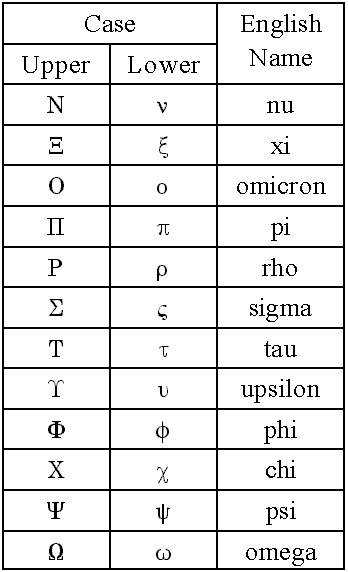 Case English Name
Upper Lower
Ν ν nu
Ξ ξ xi
Ο ο omicron
Π π pi
Ρ ρ rho
Σ ς sigma
Τ τ tau
ϒ υ upsilon
Φ ϕ phi
Χ χ chi
Ψ ψ psi
Ω ω omega